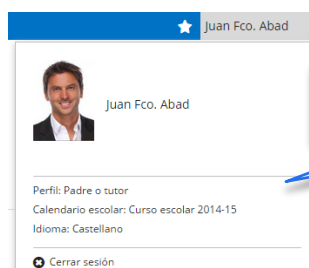 Juan Fco. Abad
Juan Fco. Abad
Perfil: Padre o tutor
Calendario escolar: Curso escolar 2014-15
Idioma: Castellano
Cerrar sesión